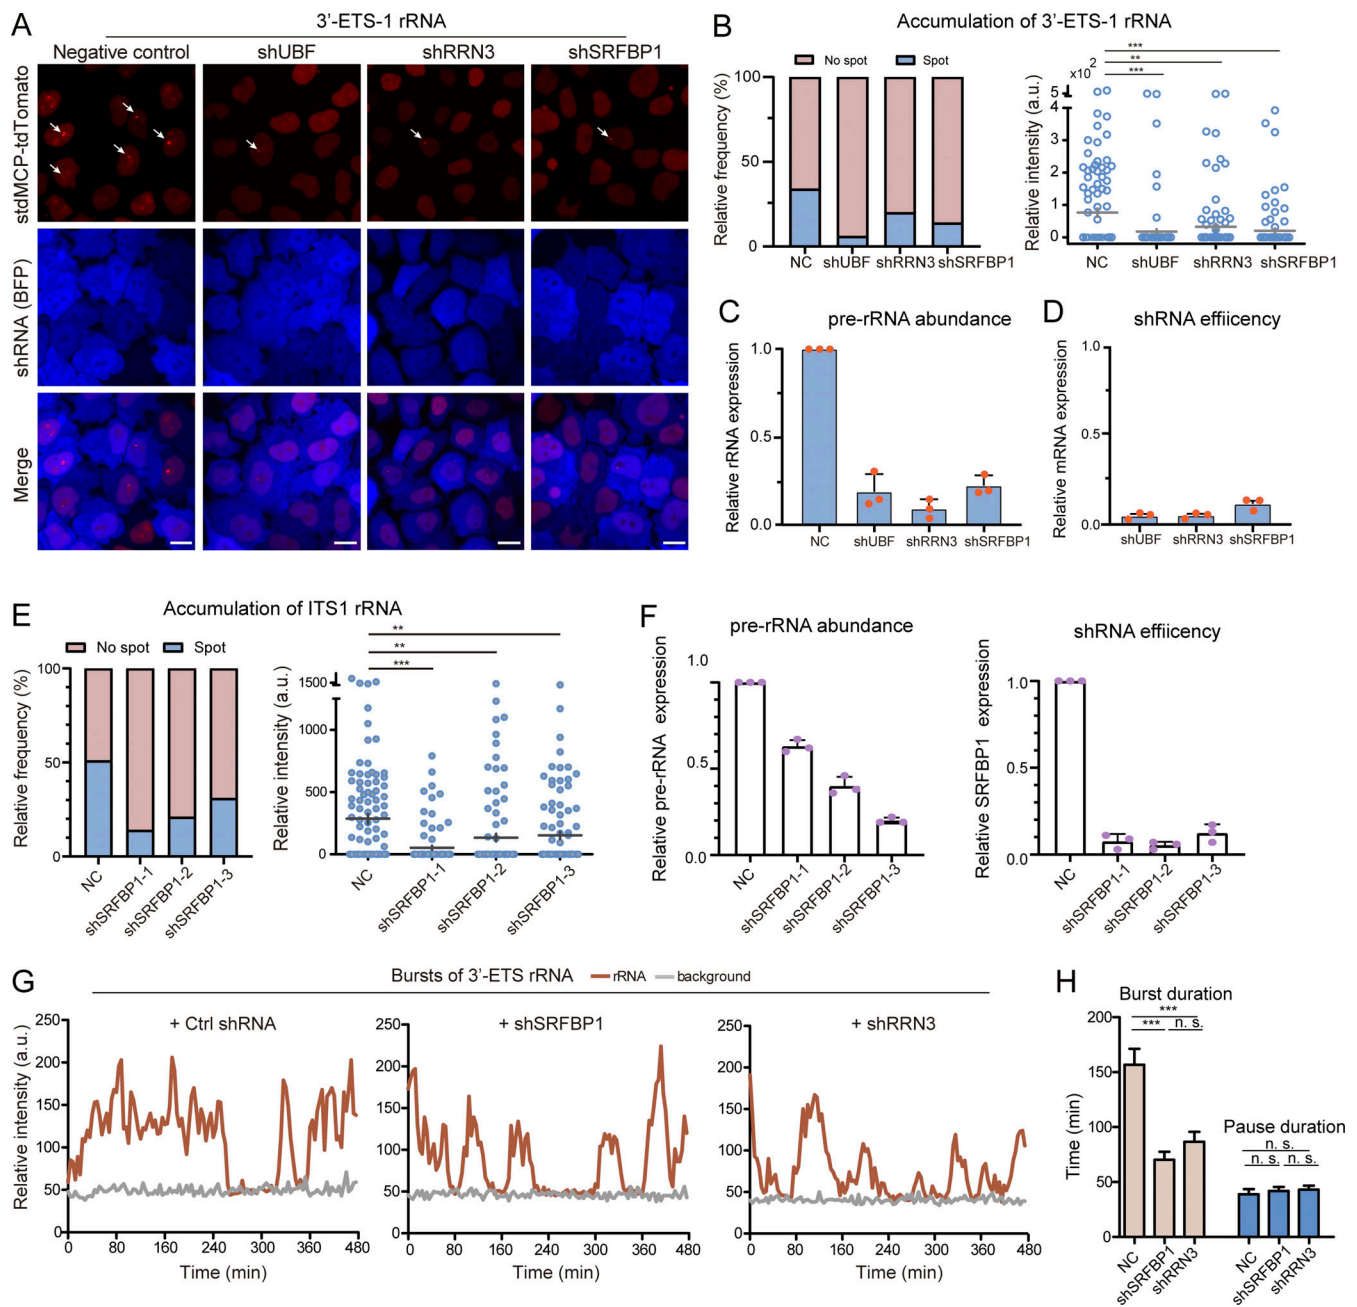 A
3'-ETS-1 rRNA
Negative control
shUBF
shRRN3
shSRFBP1
stdMCP-tdTomato
shRNA (BFP)
Merge
B
Accumulation of 3'-ETS-1 rRNA
No spot
Spot
Relative frequency (%)
100
50
0
NC
shUBF
shRRN3
shSRFBP1
Relative intensity (a.u.)
x10²
5
4
3
2
1
0
***
**
***
NC
shUBF
shRRN3
shSRFBP1
C
pre-rRNA abundance
Relative rRNA expression
1.0
0.5
0.0
NC
shUBF
shRRN3
shSRFBP1
D
shRNA effiicency
Relative mRNA expression
1.0
0.5
0.0
shUBF
shRRN3
shSRFBP1
E
Accumulation of ITS1 rRNA
No spot
Spot
Relative frequency (%)
100
50
0
NC
shSRFBP1-1
shSRFBP1-2
shSRFBP1-3
Relative intensity (a.u.)
1500
1000
500
0
**
**
***
NC
shSRFBP1-1
shSRFBP1-2
shSRFBP1-3
F
pre-rRNA abundance
Relative pre-rRNA expression
1.0
0.5
0.0
NC
shSRFBP1-1
shSRFBP1-2
shSRFBP1-3
shRNA effiicency
Relative SRFBP1 expression
1.0
0.5
0.0
NC
shSRFBP1-1
shSRFBP1-2
shSRFBP1-3
G
Bursts of 3'-ETS rRNA
rRNA
background
Relative intensity (a.u.)
+ Ctrl shRNA
250
200
150
100
50
0
0 80 160 240 300 360 480
Time (min)
+ shSRFBP1
250
200
150
100
50
0
0 80 160 240 300 360 480
Time (min)
+ shRRN3
250
200
150
100
50
0
0 80 160 240 300 360 480
Time (min)
H
Burst duration
Time (min)
200
150
100
50
0
***
*** n. s.
Pause duration
n. s.
n. s. n. s.
NC
shSRFBP1
shRRN3
NC
shSRFBP1
shRRN3